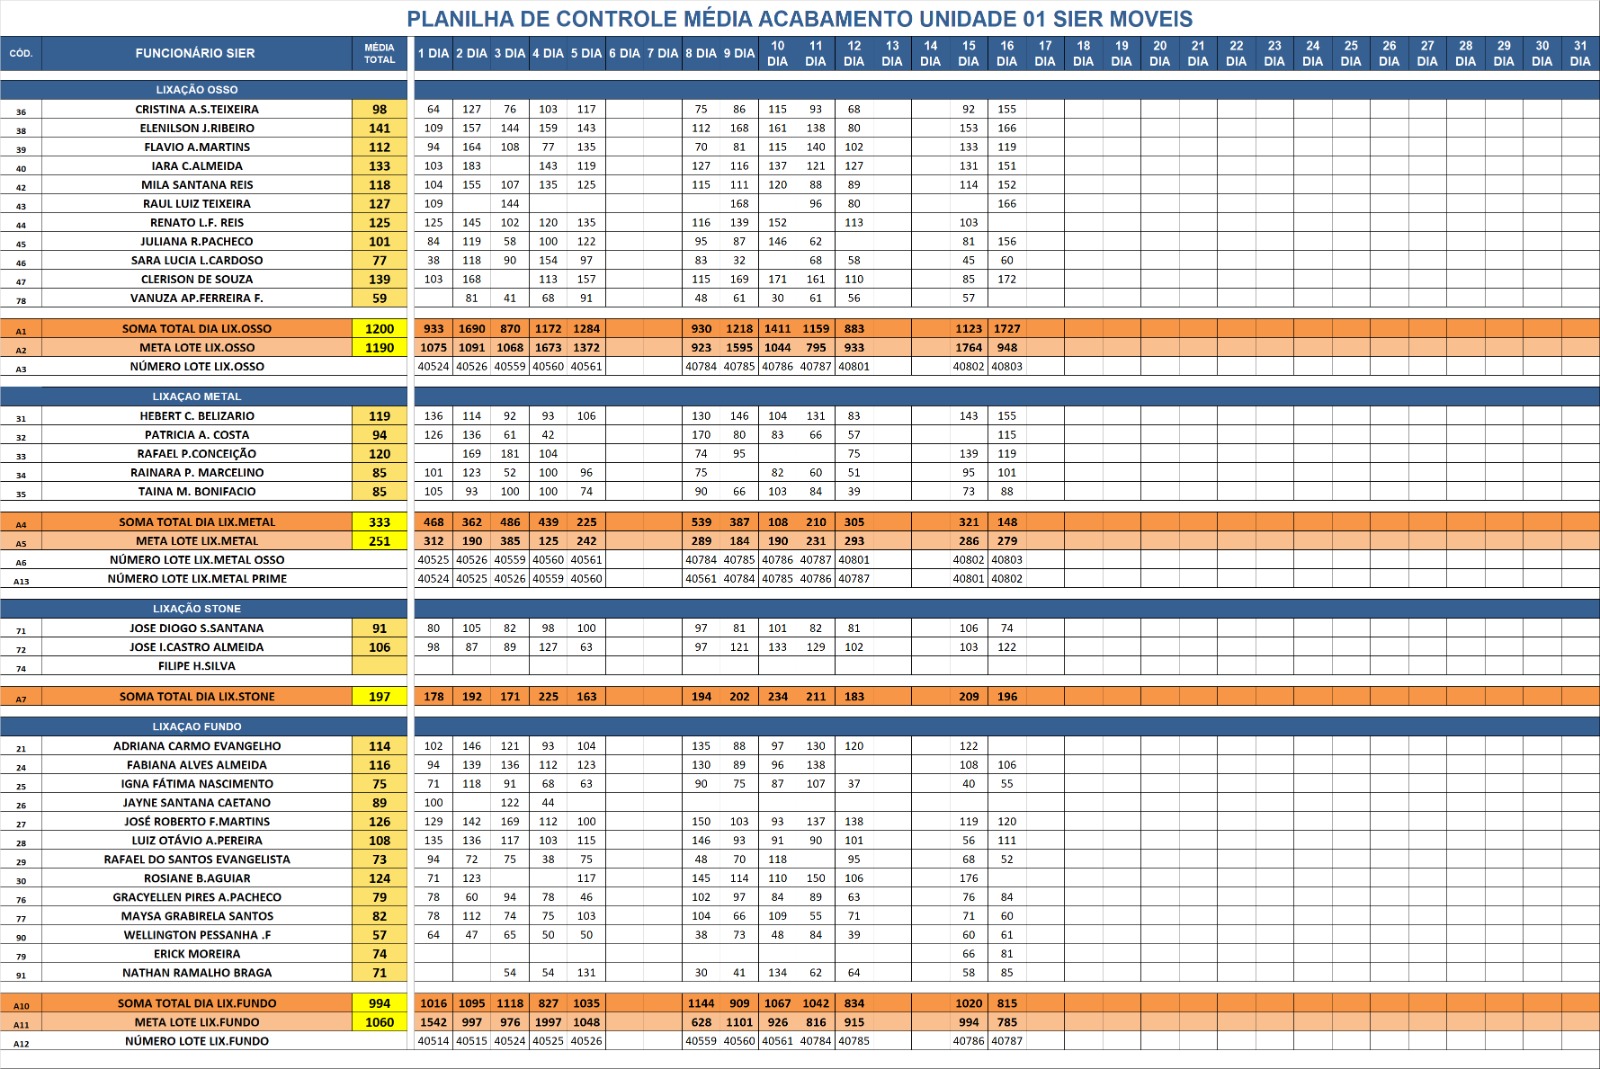 PLANILHA DE CONTROLE MÉDIA ACABAMENTO UNIDADE 01 SIER MOVEIS
CÓD. FUNCIONÁRIO SIER MÉDIA TOTAL 1 DIA 2 DIA 3 DIA 4 DIA 5 DIA 6 DIA 7 DIA 8 DIA 9 DIA 10 DIA 11 DIA 12 DIA 13 DIA 14 DIA 15 DIA 16 DIA 17 DIA 18 DIA 19 DIA 20 DIA 21 DIA 22 DIA 23 DIA 24 DIA 25 DIA 26 DIA 27 DIA 28 DIA 29 DIA 30 DIA 31 DIA
LIXAÇÃO OSSO
36 CRISTINA A.S.TEIXEIRA 98 64 127 76 103 117 75 86 115 93 68 92 155
38 ELENILSON J.RIBEIRO 141 109 157 144 159 143 112 168 161 138 80 153 166
39 FLAVIO A.MARTINS 112 94 164 108 77 135 70 81 115 140 102 133 119
40 IARA C.ALMEIDA 133 103 183 143 119 127 116 137 121 127 131 151
42 MILA SANTANA REIS 118 104 155 107 135 125 115 111 120 88 89 114 152
43 RAUL LUIZ TEIXEIRA 127 109 144 168 96 80 166
44 RENATO L.F. REIS 125 125 145 102 120 135 116 139 152 113 103
45 JULIANA R.PACHECO 101 84 119 58 100 122 95 87 146 62 81 156
46 SARA LUCIA L.CARDOSO 77 38 118 90 154 97 83 32 68 58 45 60
47 CLERISON DE SOUZA 139 103 168 113 157 115 169 171 161 110 85 172
78 VANUZA AP.FERREIRA F. 59 81 41 68 91 48 61 30 61 56 57
A1 SOMA TOTAL DIA LIX.OSSO 1200 933 1690 870 1172 1284 930 1218 1411 1159 883 1123 1727
A2 META LOTE LIX.OSSO 1190 1075 1091 1068 1673 1372 923 1595 1044 795 933 1764 948
A3 NÚMERO LOTE LIX.OSSO 40524 40526 40559 40560 40561 40784 40785 40786 40787 40801 40802 40803
LIXAÇAO METAL
31 HEBERT C. BELIZARIO 119 136 114 92 93 106 130 146 104 131 83 143 155
32 PATRICIA A. COSTA 94 126 136 61 42 170 80 83 66 57 115
33 RAFAEL P.CONCEIÇÃO 120 169 181 104 74 95 75 139 119
34 RAINARA P. MARCELINO 85 101 123 52 100 96 75 82 60 51 95 101
35 TAINA M. BONIFACIO 85 105 93 100 100 74 90 66 103 84 39 73 88
A4 SOMA TOTAL DIA LIX.METAL 333 468 362 486 439 225 539 387 108 210 305 321 148
A5 META LOTE LIX.METAL 251 312 190 385 125 242 289 184 190 231 293 286 279
A6 NÚMERO LOTE LIX.METAL OSSO 40525 40526 40559 40560 40561 40784 40785 40786 40787 40801 40802 40803
A13 NÚMERO LOTE LIX.METAL PRIME 40524 40525 40526 40559 40560 40561 40784 40785 40786 40787 40801 40802
LIXAÇÃO STONE
71 JOSE DIOGO S.SANTANA 91 80 105 82 98 100 97 81 101 82 81 106 74
72 JOSE I.CASTRO ALMEIDA 106 98 87 89 127 63 97 121 133 129 102 103 122
74 FILIPE H.SILVA
A7 SOMA TOTAL DIA LIX.STONE 197 178 192 171 225 163 194 202 234 211 183 209 196
LIXAÇAO FUNDO
21 ADRIANA CARMO EVANGELHO 114 102 146 121 93 104 135 88 97 130 120 122
24 FABIANA ALVES ALMEIDA 116 94 139 136 112 123 130 89 96 138 108 106
25 IGNA FÁTIMA NASCIMENTO 75 71 118 91 68 63 90 75 87 107 37 40 55
26 JAYNE SANTANA CAETANO 89 100 122 44
27 JOSÉ ROBERTO F.MARTINS 126 129 142 169 112 100 150 103 93 137 138 119 120
28 LUIZ OTÁVIO A.PEREIRA 108 135 136 117 103 115 146 93 91 90 101 56 111
29 RAFAEL DO SANTOS EVANGELISTA 73 94 72 75 38 75 48 70 118 95 68 52
30 ROSIANE B.AGUIAR 124 71 123 117 145 114 110 150 106 176
76 GRACYELLEN PIRES A.PACHECO 79 78 60 94 78 46 102 97 84 89 63 76 84
77 MAYSA GRABIRELA SANTOS 82 78 112 74 75 103 104 66 109 55 71 71 60
90 WELLINGTON PESSANHA .F 57 64 47 65 50 50 38 73 48 84 39 60 61
79 ERICK MOREIRA 74 66 81
91 NATHAN RAMALHO BRAGA 71 54 54 131 30 41 134 62 64 58 85
A10 SOMA TOTAL DIA LIX.FUNDO 994 1016 1095 1118 827 1035 1144 909 1067 1042 834 1020 815
A11 META LOTE LIX.FUNDO 1060 1542 997 976 1997 1048 628 1101 926 816 915 994 785
A12 NÚMERO LOTE LIX.FUNDO 40514 40515 40524 40525 40526 40559 40560 40561 40784 40785 40786 40787